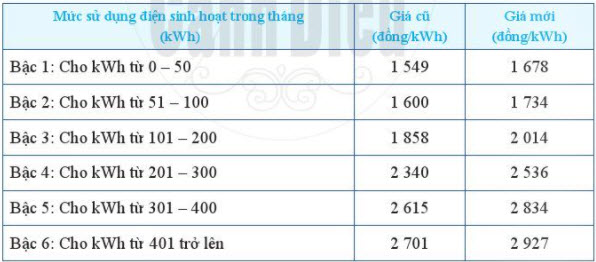 Cánh Diều
Mức sử dụng điện sinh hoạt trong tháng (kWh) Giá cũ (đồng/kWh) Giá mới (đồng/kWh)
Bậc 1: Cho kWh từ 0 – 50 1 549 1 678
Bậc 2: Cho kWh từ 51 – 100 1 600 1 734
Bậc 3: Cho kWh từ 101 – 200 1 858 2 014
Bậc 4: Cho kWh từ 201 – 300 2 340 2 536
Bậc 5: Cho kWh từ 301 – 400 2 615 2 834
Bậc 6: Cho kWh từ 401 trở lên 2 701 2 927